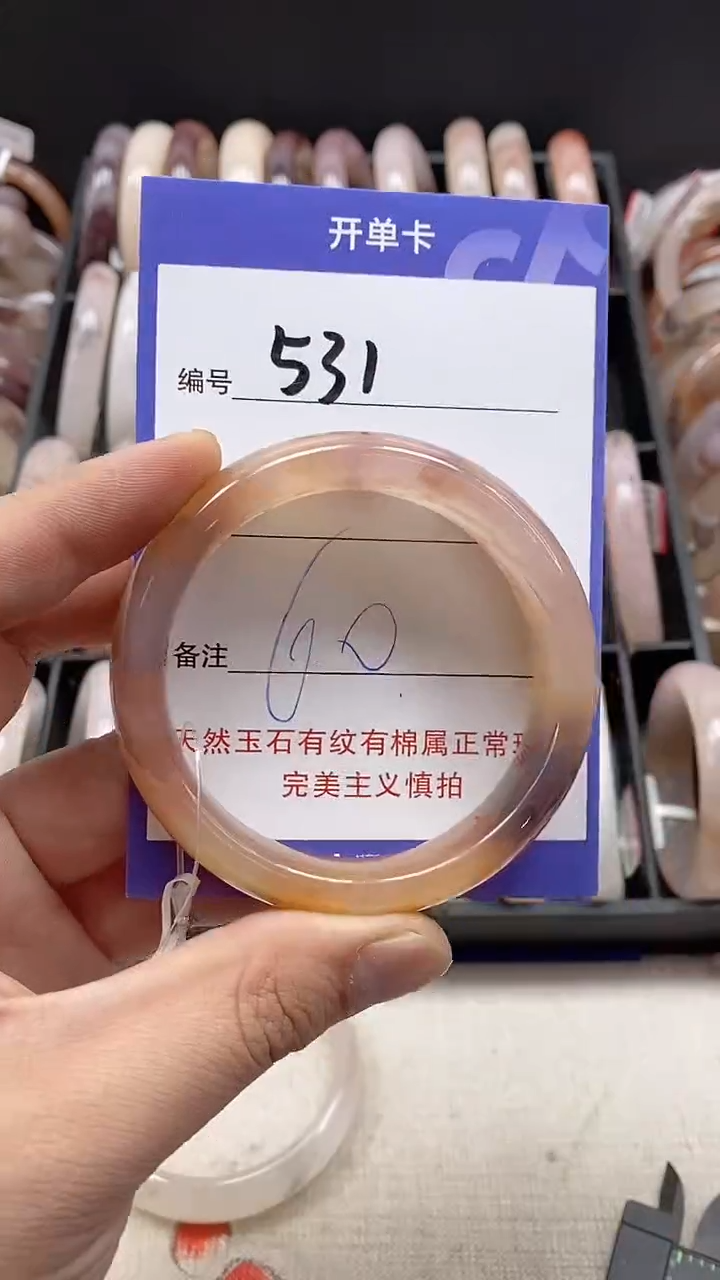 开单卡
编号 531
备注 60
天然玉石有纹有棉属正常
完美主义慎拍